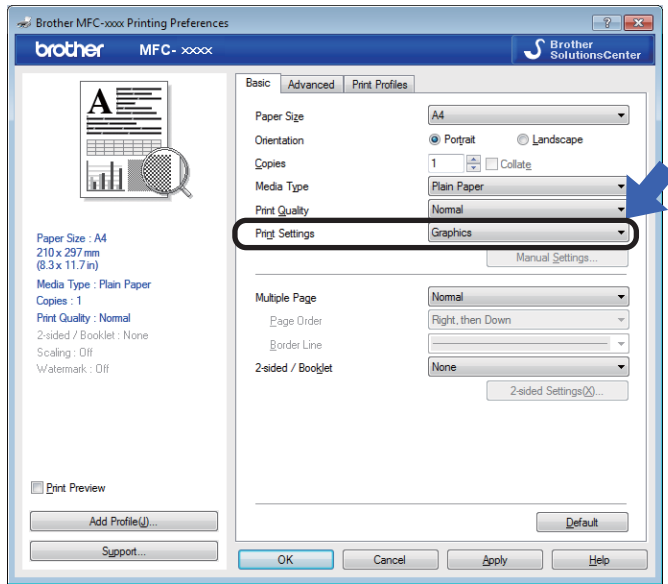 Brother MFC-xxxx Printing Preferences
brother MFC- xxxx
Brother
SolutionsCenter
Basic Advanced Print Profiles
A
Paper Size A4
Orientation Portrait Landscape
Copies 1 Collate
Media Type Plain Paper
Print Quality Normal
Print Settings Graphics
Manual Settings...
Multiple Page Normal
Page Order Right, then Down
Border Line
2-sided / Booklet None
2-sided Settings(X)...
Paper Size : A4
210 x 297 mm
(8.3 x 11.7 in)
Media Type : Plain Paper
Copies : 1
Print Quality : Normal
2-sided / Booklet : None
Scaling : Off
Watermark : Off
Print Preview
Add Profile(J)...
Support...
Default
OK Cancel Apply Help